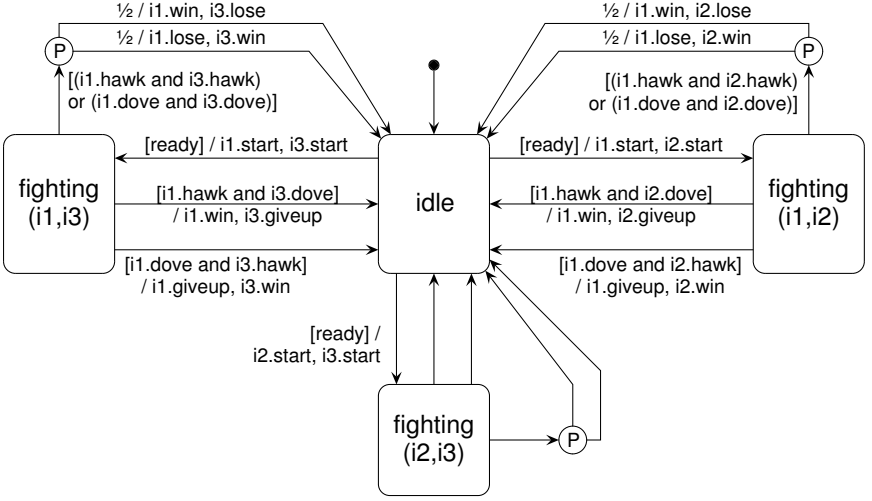 ½ / i1.win, i3.lose
½ / i1.lose, i3.win
P
[(i1.hawk and i3.hawk)
or (i1.dove and i3.dove)]
½ / i1.win, i2.lose
½ / i1.lose, i2.win
P
[(i1.hawk and i2.hawk)
or (i1.dove and i2.dove)]
fighting
(i1,i3)
[ready] / i1.start, i3.start
[i1.hawk and i3.dove]
/ i1.win, i3.giveup
[i1.dove and i3.hawk]
/ i1.giveup, i3.win
idle
[ready] / i1.start, i2.start
[i1.hawk and i2.dove]
/ i1.win, i2.giveup
[i1.dove and i2.hawk]
/ i1.giveup, i2.win
fighting
(i1,i2)
[ready] /
i2.start, i3.start
fighting
(i2,i3)
P